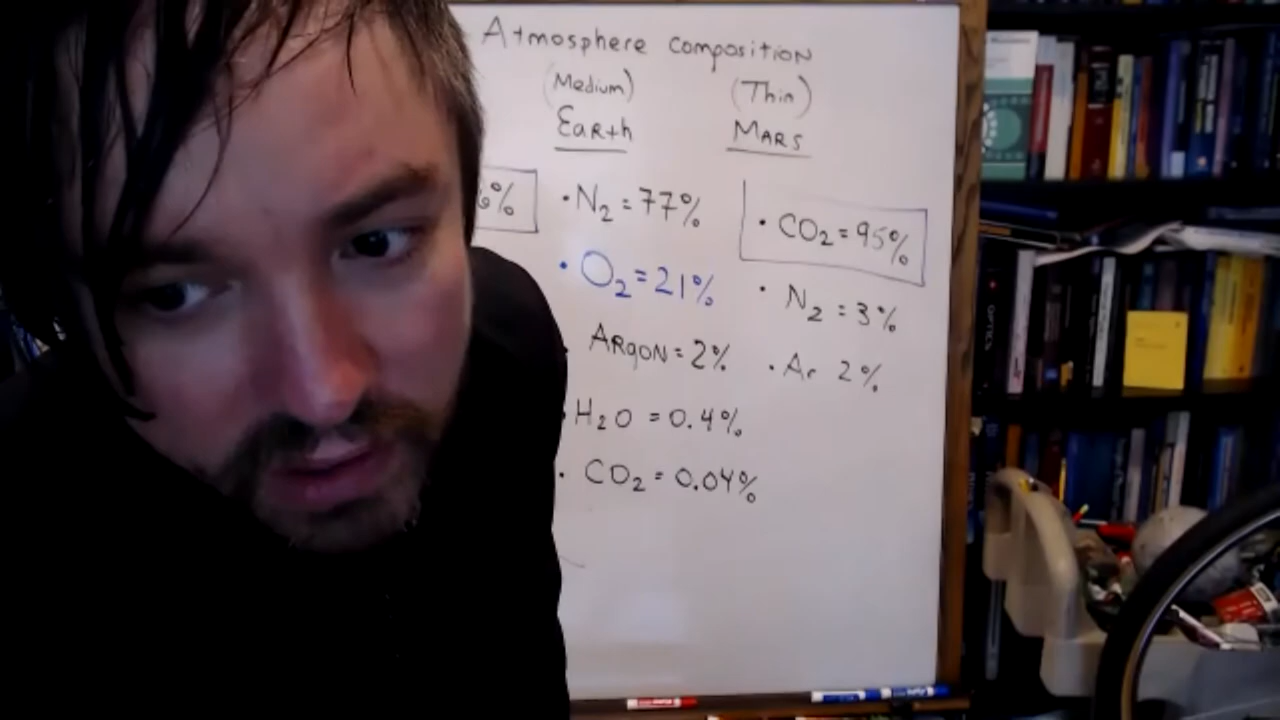 Atmosphere Composition
(Medium) (Thin)
Earth Mars
6% • N2 = 77% • CO2 = 95%
• O2 = 21% • N2 = 3%
Argon = 2% • Ar 2%
• H2O = 0.4%
• CO2 = 0.04%